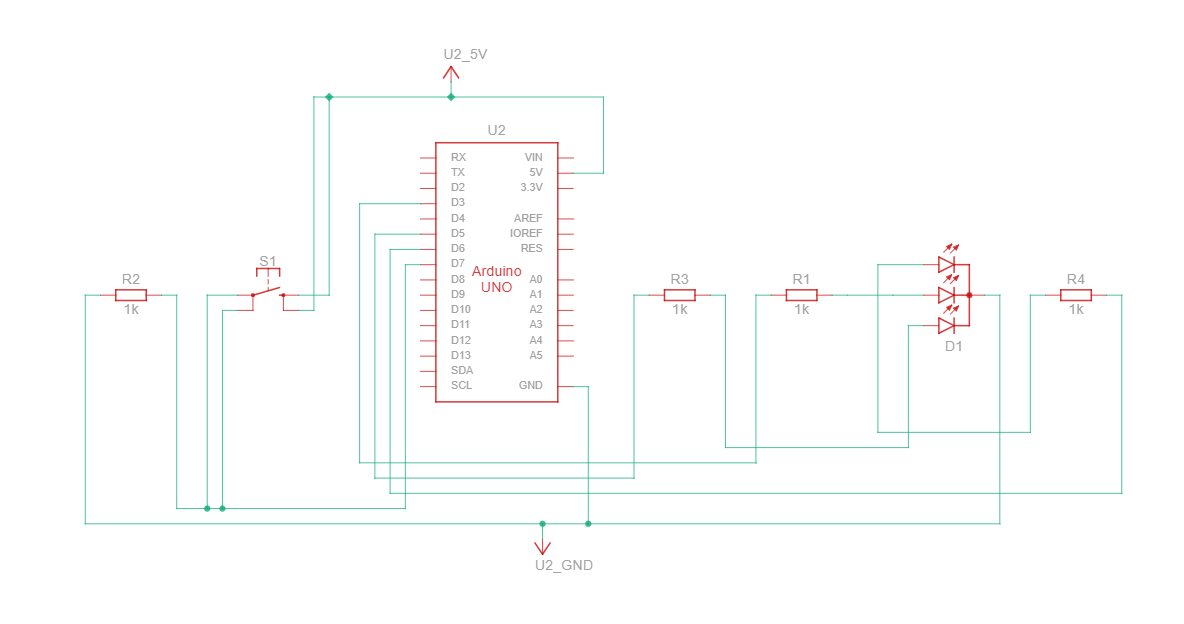 U2_5V
U2
RX VIN
TX 5V
D2 3.3V
D3
D4 AREF
D5 IOREF
D6 RES
D7
S1
D8 A0
Arduino
UNO
R2
R3
R1
R4
D9 A1
1k
1k
1k
1k
D10 A2
D11 A3
D12 A4
D1
D13 A5
SDA
SCL GND
U2_GND